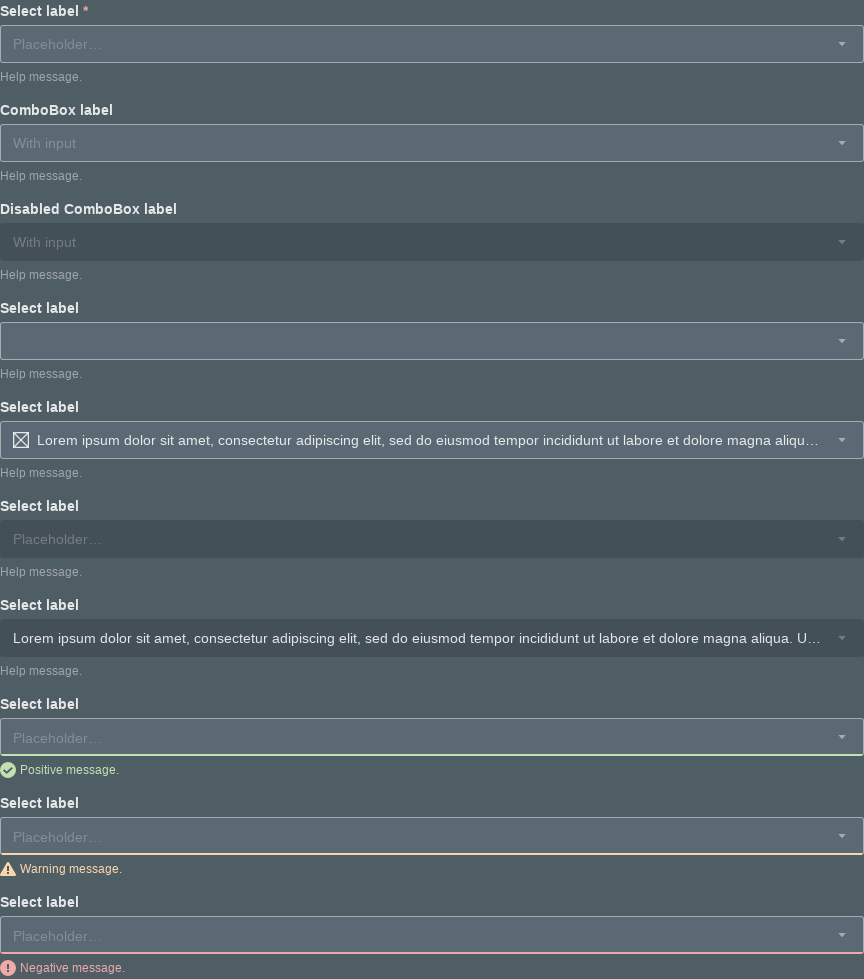 Select label *
Placeholder…
Help message.
ComboBox label
With input
Help message.
Disabled ComboBox label
With input
Help message.
Select label
Help message.
Select label
Lorem ipsum dolor sit amet, consectetur adipiscing elit, sed do eiusmod tempor incididunt ut labore et dolore magna aliqu…
Help message.
Select label
Placeholder…
Help message.
Select label
Lorem ipsum dolor sit amet, consectetur adipiscing elit, sed do eiusmod tempor incididunt ut labore et dolore magna aliqua. U…
Help message.
Select label
Placeholder…
Positive message.
Select label
Placeholder…
Warning message.
Select label
Placeholder…
Negative message.